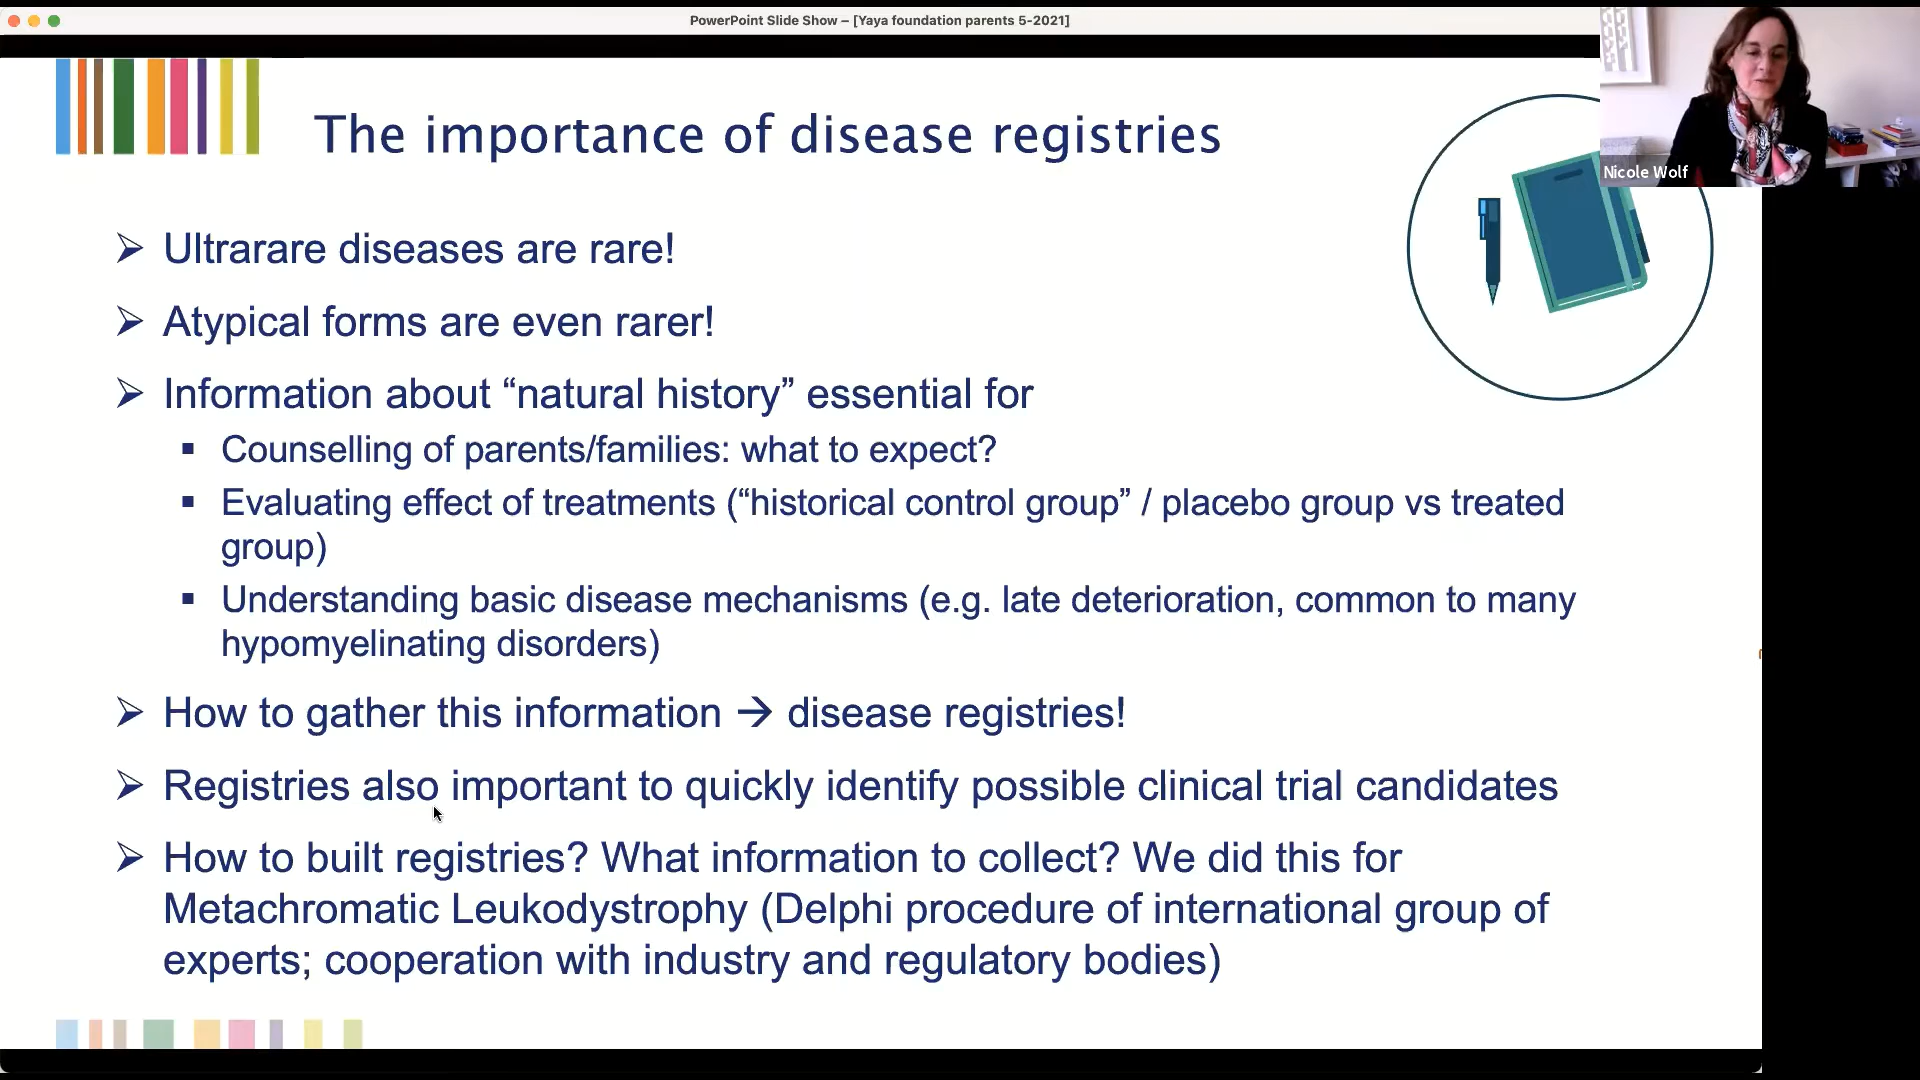 PowerPoint Slide Show – [Yaya foundation parents 5-2021]
Nicole Wolf
The importance of disease registries
Ultrarare diseases are rare!
Atypical forms are even rarer!
Information about “natural history” essential for
Counselling of parents/families: what to expect?
Evaluating effect of treatments (“historical control group” / placebo group vs treated
group)
Understanding basic disease mechanisms (e.g. late deterioration, common to many
hypomyelinating disorders)
How to gather this information → disease registries!
Registries also important to quickly identify possible clinical trial candidates
How to built registries? What information to collect? We did this for
Metachromatic Leukodystrophy (Delphi procedure of international group of
experts; cooperation with industry and regulatory bodies)